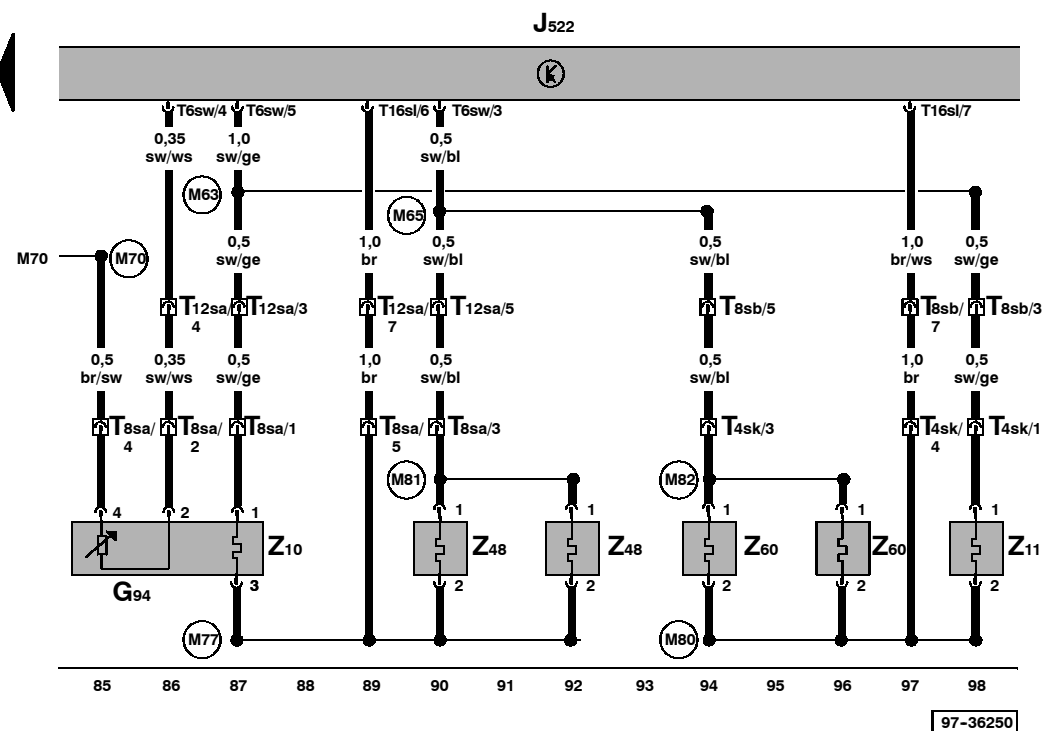 J522
T6sw/4 T6sw/5 T16sl/6 T6sw/3 T16sl/7
0,35 1,0 0,5
sw/ws sw/ge sw/bl
M63
M65
0,5 1,0 0,5 0,5 1,0 0,5
sw/ge br sw/bl sw/bl br/ws sw/ge
M70 M70
T12sa/ T12sa/3 T12sa/ T12sa/5 T8sb/5 T8sb/ T8sb/3
4 7 7
0,5 0,35 0,5 1,0 0,5 0,5 1,0 0,5
br/sw sw/ws sw/ge br sw/bl sw/bl br sw/ge
T8sa/ T8sa/ T8sa/1 T8sa/ T8sa/3 T4sk/3 T4sk/ T4sk/1
4 2 5 4
M81 M82
4 2 1 1 1 1 1 1
Z10 Z48 Z48 Z60 Z60 Z11
G94 3 2 2 2 2 2
M77 M80
85 86 87 88 89 90 91 92 93 94 95 96 97 98
97-36250